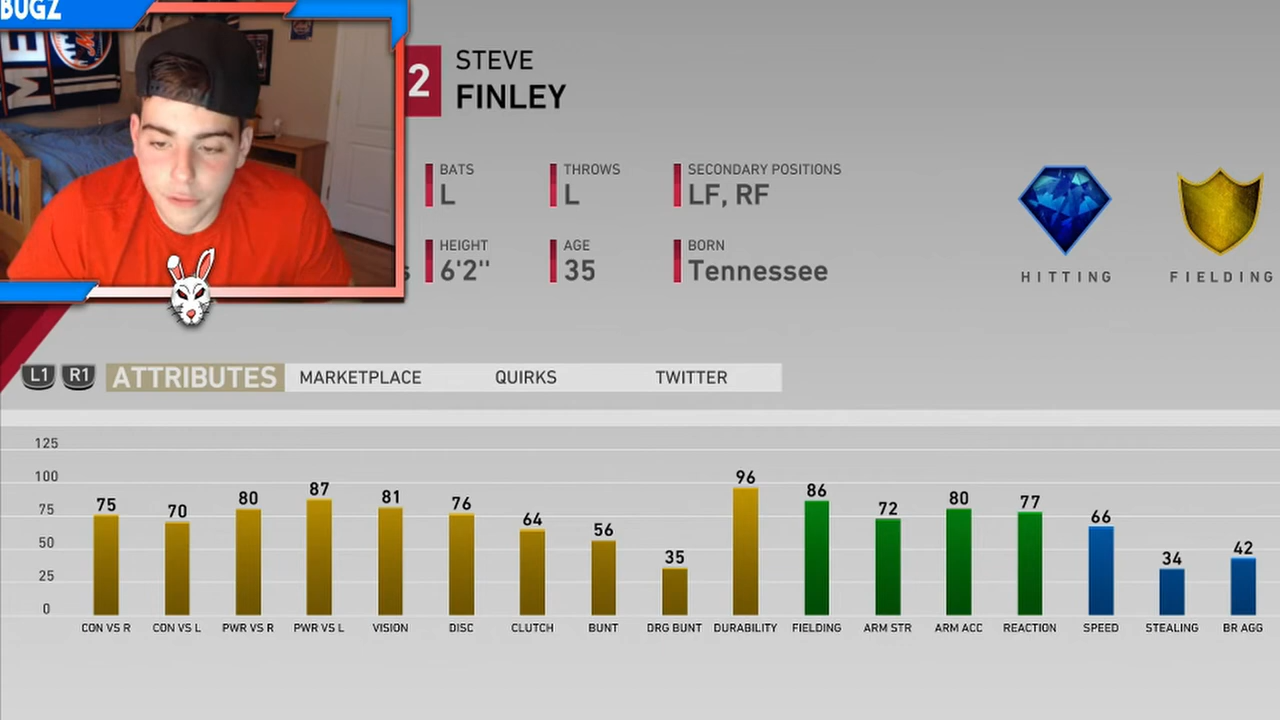 BUGZ
ME
2
STEVE
FINLEY
BATS
L
THROWS
L
SECONDARY POSITIONS
LF, RF
HEIGHT
6'2"
AGE
35
BORN
Tennessee
HITTING
FIELDING
L1 R1 ATTRIBUTES MARKETPLACE QUIRKS TWITTER
125
100
75
50
25
0
75 70 80 87 81 76 64 56 35 96 86 72 80 77 66 34 42
CON VS R CON VS L PWR VS R PWR VS L VISION DISC CLUTCH BUNT DRG BUNT DURABILITY FIELDING ARM STR ARM ACC REACTION SPEED STEALING BR AGG